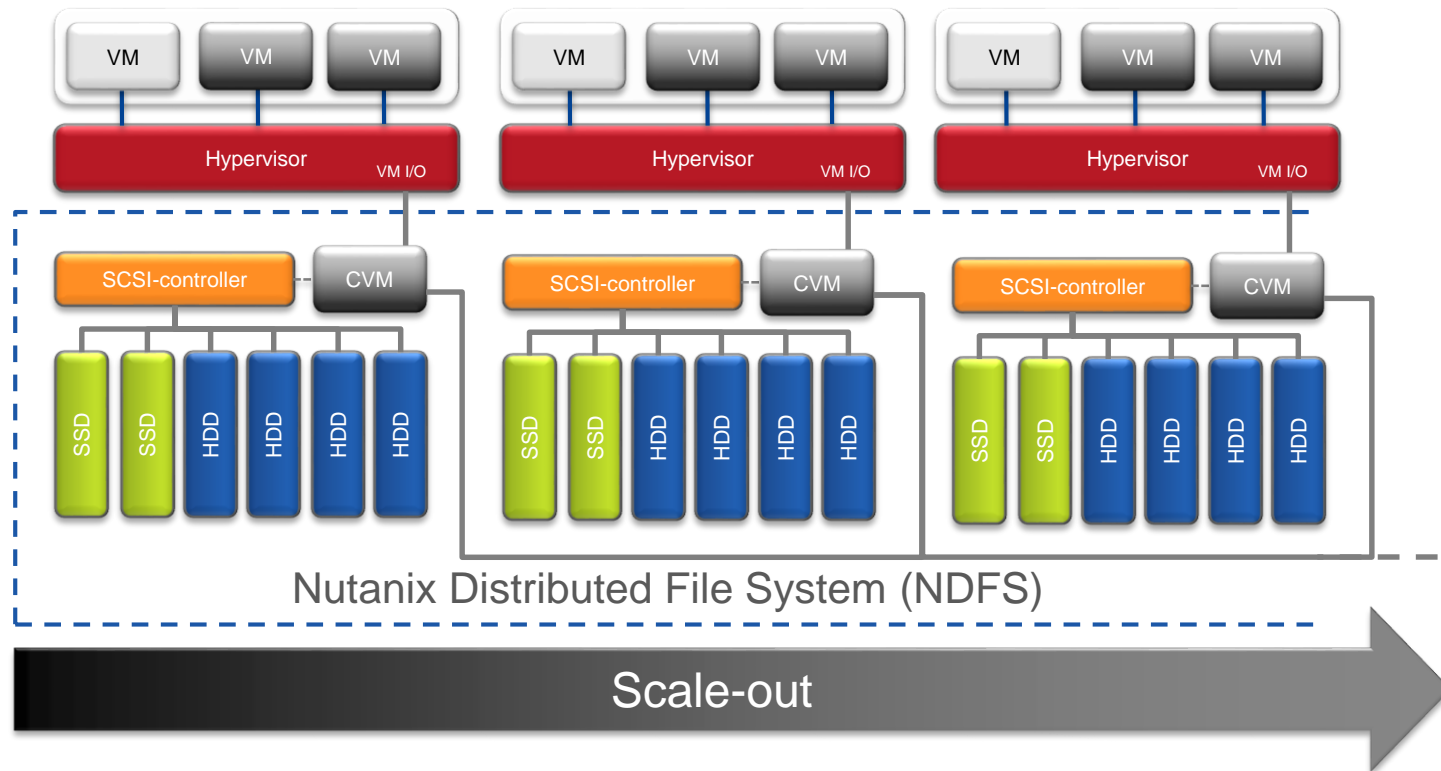 VM VM VM VM VM VM VM VM VM
Hypervisor VM I/O Hypervisor VM I/O Hypervisor VM I/O
SCSI-controller CVM SCSI-controller CVM SCSI-controller CVM
SSD SSD HDD HDD HDD HDD SSD SSD HDD HDD HDD HDD SSD SSD HDD HDD HDD HDD
Nutanix Distributed File System (NDFS)
Scale-out